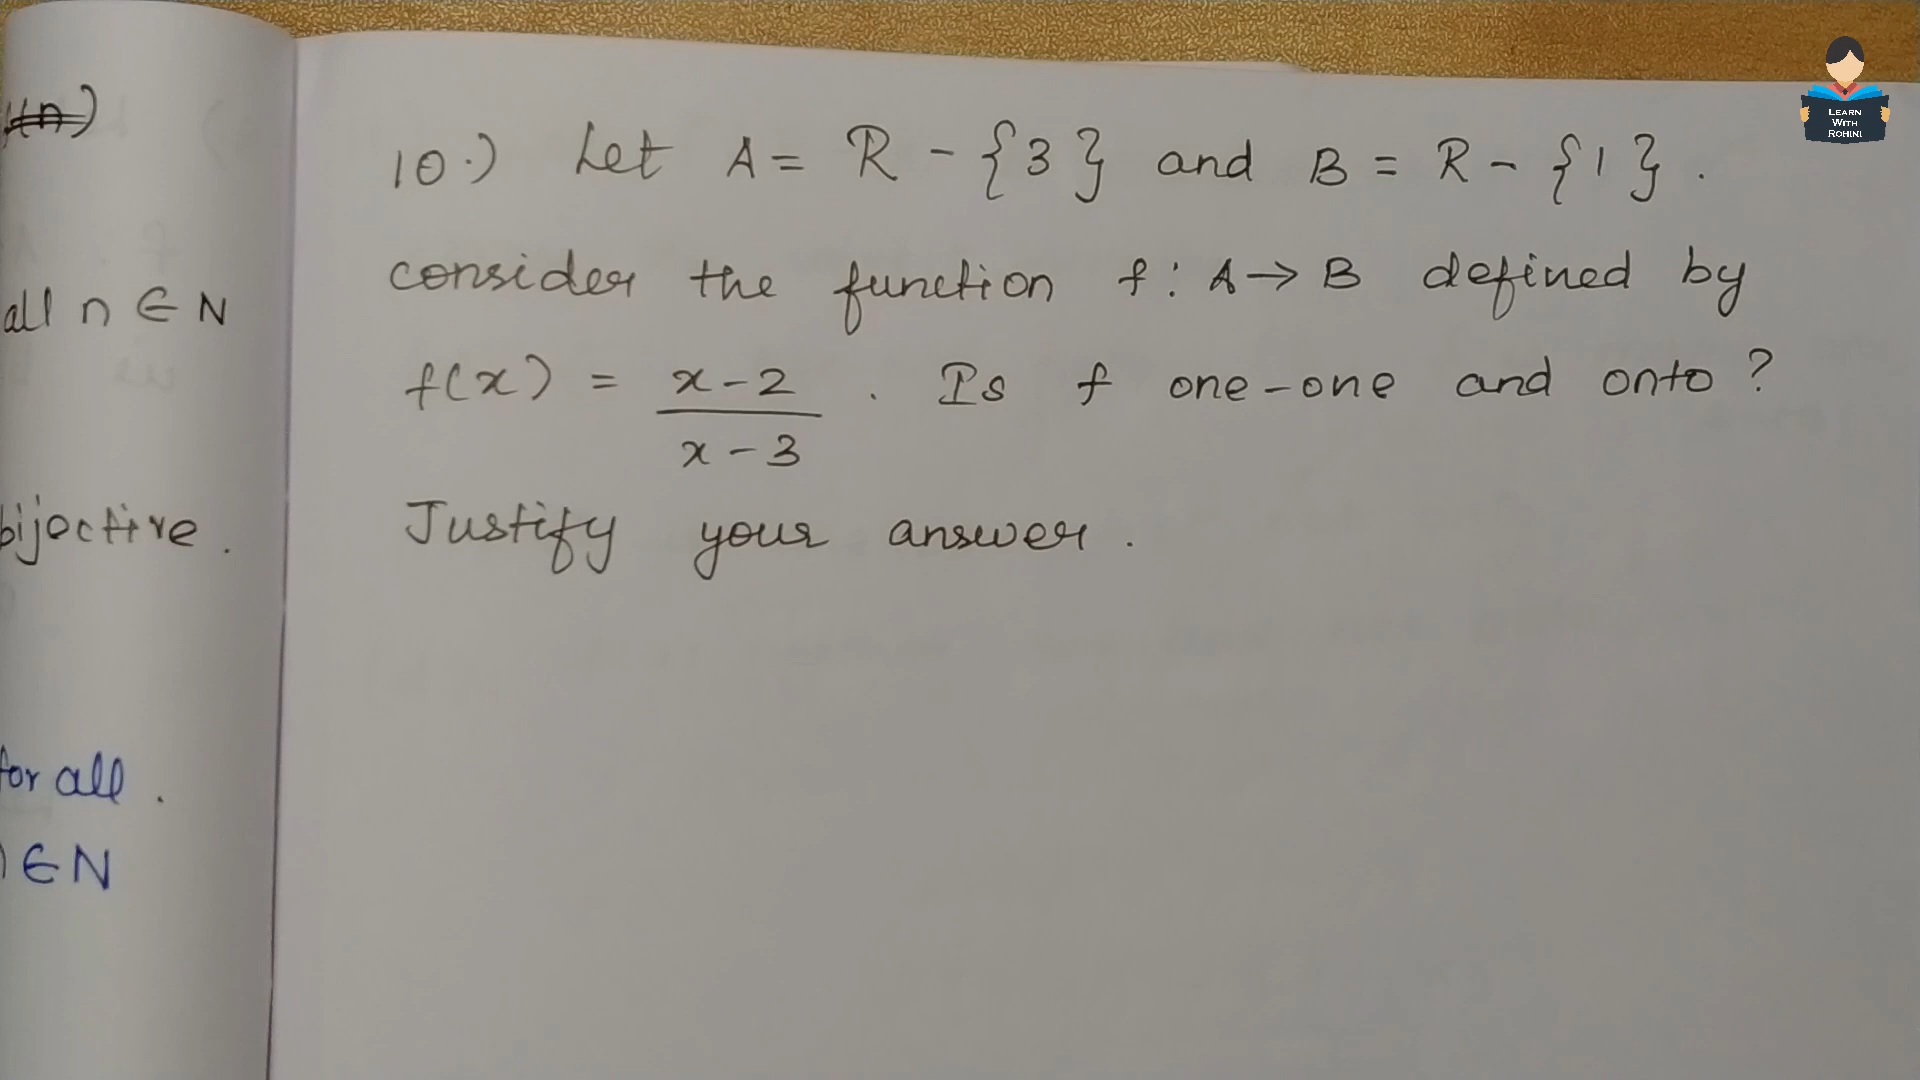 all n ∈ N
bijective.
for all.
∈ N
10.) Let A = R - {3} and B = R - {1}.
consider the function f: A → B defined by
f(x) = x-2 / x-3 . Is f one-one and onto?
Justify your answer.
LEARN
WITH
ROHINI